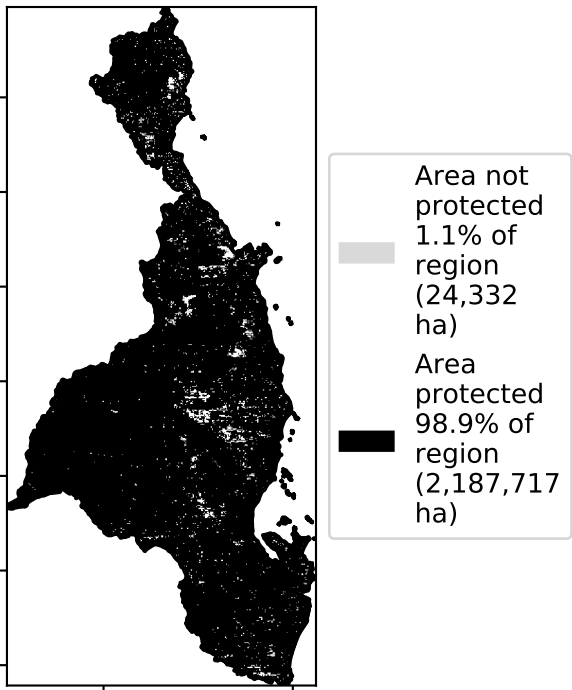 Area not
protected
1.1% of
region
(24,332
ha)
Area
protected
98.9% of
region
(2,187,717
ha)